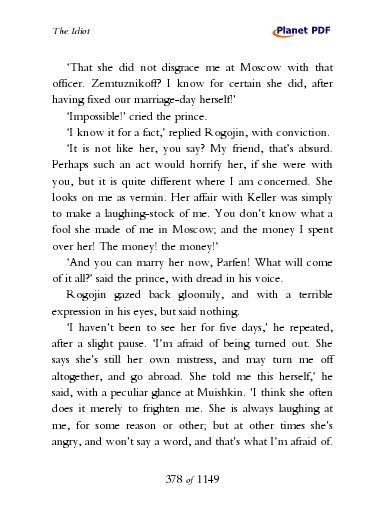 The Idiot
Planet PDF
‘That she did not disgrace me at Moscow with that
officer. Zemtuznikoff? I know for certain she did, after
having fixed our marriage-day herself!’
‘Impossible!’ cried the prince.
‘I know it for a fact,’ replied Rogojin, with conviction.
‘It is not like her, you say? My friend, that’s absurd.
Perhaps such an act would horrify her, if she were with
you, but it is quite different where I am concerned. She
looks on me as vermin. Her affair with Keller was simply
to make a laughing-stock of me. You don’t know what a
fool she made of me in Moscow; and the money I spent
over her! The money! the money!’
‘And you can marry her now, Parfen! What will come
of it all?’ said the prince, with dread in his voice.
Rogojin gazed back gloomily, and with a terrible
expression in his eyes, but said nothing.
‘I haven’t been to see her for five days,’ he repeated,
after a slight pause. ‘I’m afraid of being turned out. She
says she’s still her own mistress, and may turn me off
altogether, and go abroad. She told me this herself,’ he
said, with a peculiar glance at Muishkin. ‘I think she often
does it merely to frighten me. She is always laughing at
me, for some reason or other; but at other times she’s
angry, and won’t say a word, and that’s what I’m afraid of.
378 of 1149